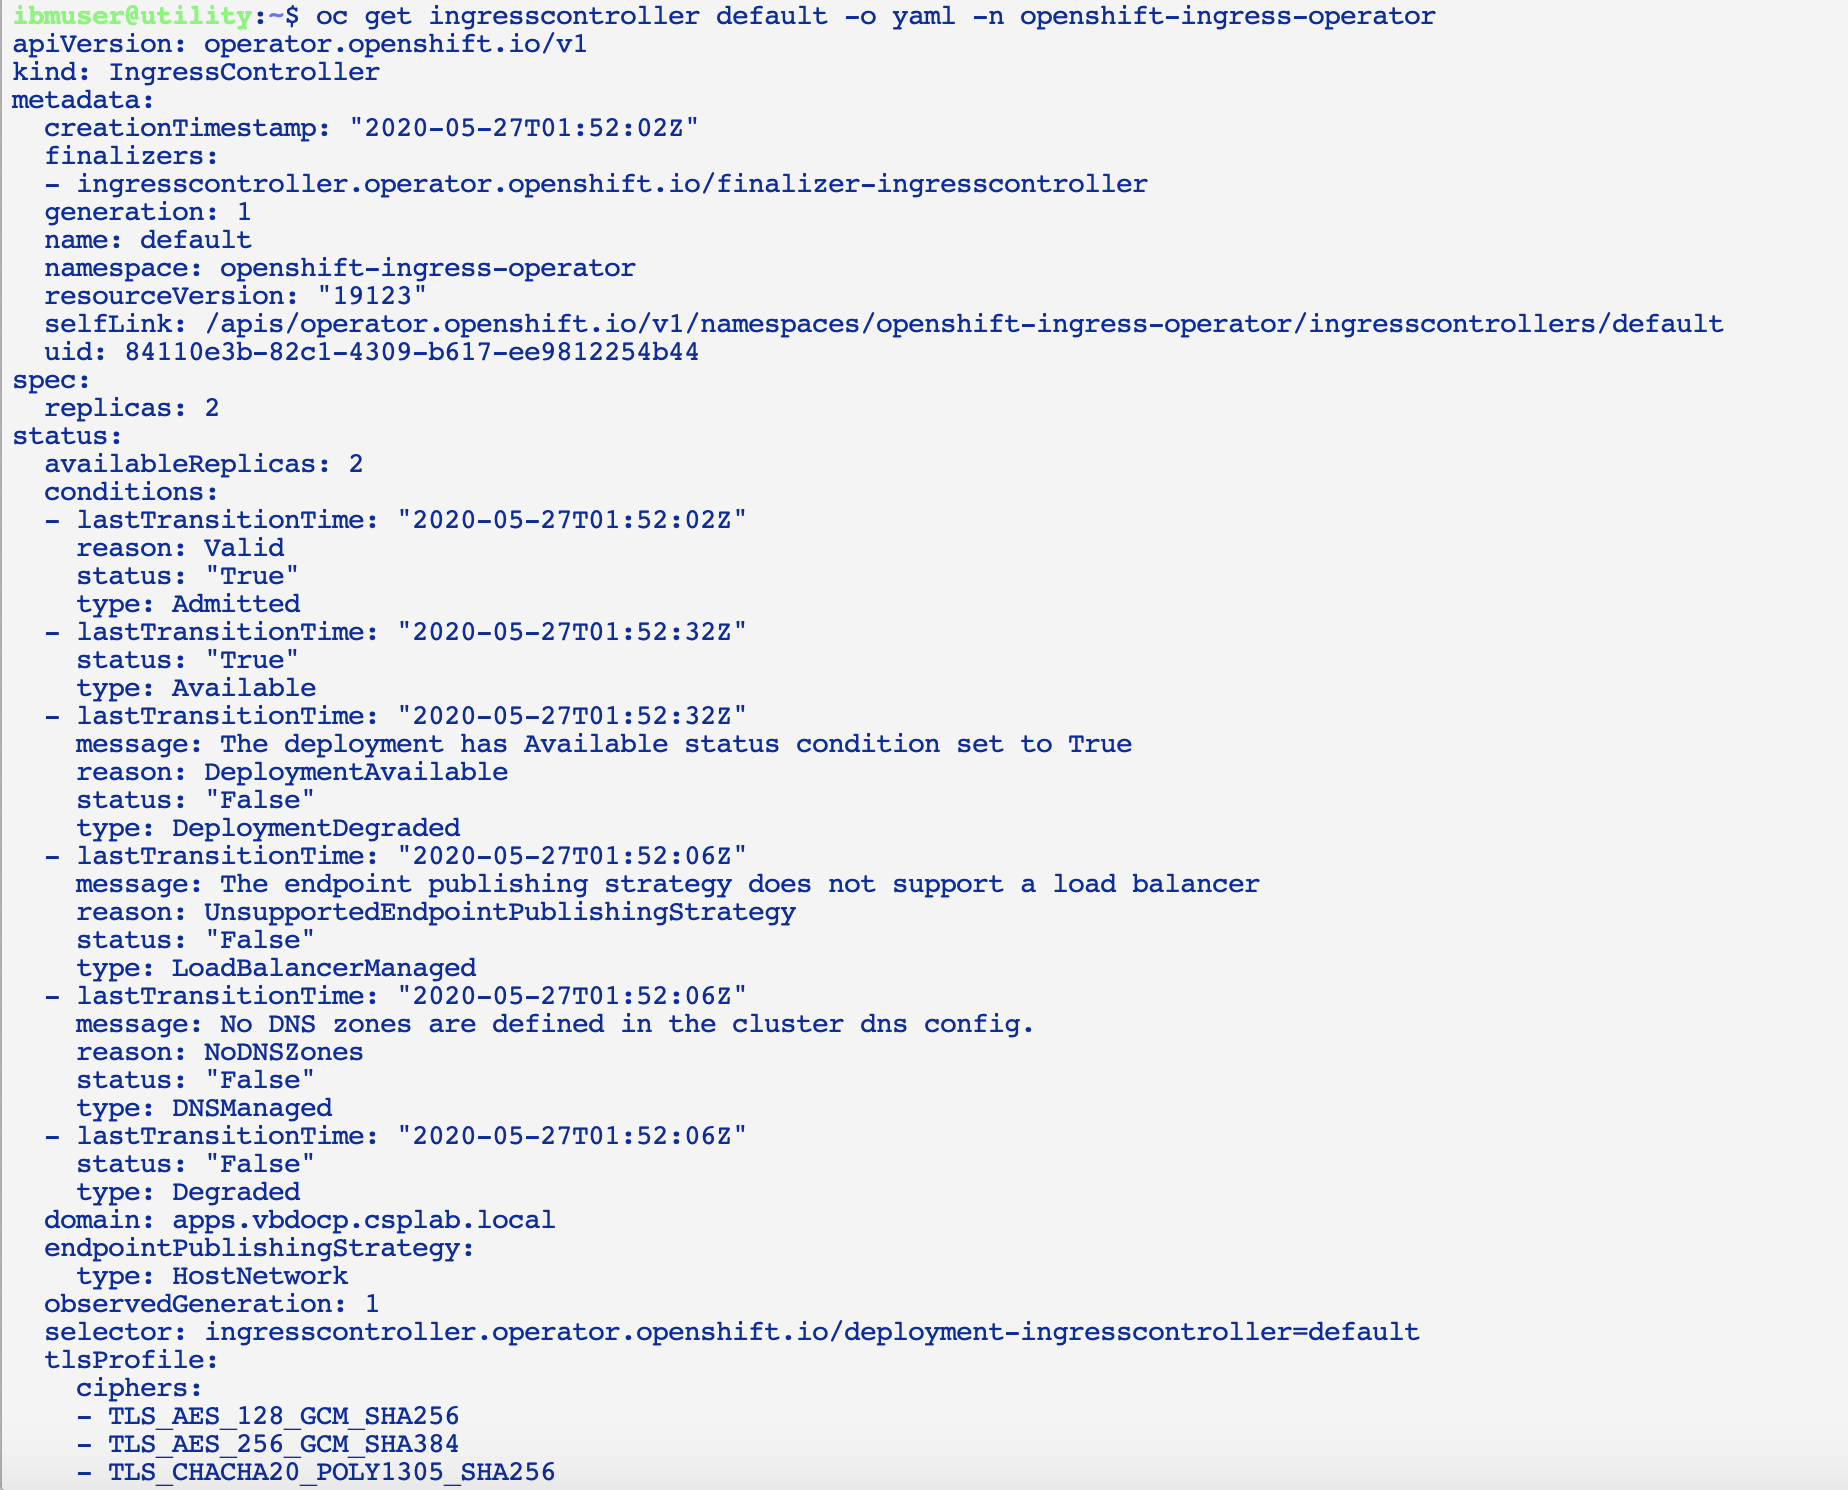 ibmuser@utility:~$ oc get ingresscontroller default -o yaml -n openshift-ingress-operator
apiVersion: operator.openshift.io/v1
kind: IngressController
metadata:
  creationTimestamp: "2020-05-27T01:52:02Z"
  finalizers:
  - ingresscontroller.operator.openshift.io/finalizer-ingresscontroller
  generation: 1
  name: default
  namespace: openshift-ingress-operator
  resourceVersion: "19123"
  selfLink: /apis/operator.openshift.io/v1/namespaces/openshift-ingress-operator/ingresscontrollers/default
  uid: 84110e3b-82c1-4309-b617-ee9812254b44
spec:
  replicas: 2
status:
  availableReplicas: 2
  conditions:
  - lastTransitionTime: "2020-05-27T01:52:02Z"
    reason: Valid
    status: "True"
    type: Admitted
  - lastTransitionTime: "2020-05-27T01:52:32Z"
    status: "True"
    type: Available
  - lastTransitionTime: "2020-05-27T01:52:32Z"
    message: The deployment has Available status condition set to True
    reason: DeploymentAvailable
    status: "False"
    type: DeploymentDegraded
  - lastTransitionTime: "2020-05-27T01:52:06Z"
    message: The endpoint publishing strategy does not support a load balancer
    reason: UnsupportedEndpointPublishingStrategy
    status: "False"
    type: LoadBalancerManaged
  - lastTransitionTime: "2020-05-27T01:52:06Z"
    message: No DNS zones are defined in the cluster dns config.
    reason: NoDNSZones
    status: "False"
    type: DNSManaged
  - lastTransitionTime: "2020-05-27T01:52:06Z"
    status: "False"
    type: Degraded
  domain: apps.vbdocp.csplab.local
  endpointPublishingStrategy:
    type: HostNetwork
  observedGeneration: 1
  selector: ingresscontroller.operator.openshift.io/deployment-ingresscontroller=default
  tlsProfile:
    ciphers:
    - TLS_AES_128_GCM_SHA256
    - TLS_AES_256_GCM_SHA384
    - TLS_CHACHA20_POLY1305_SHA256